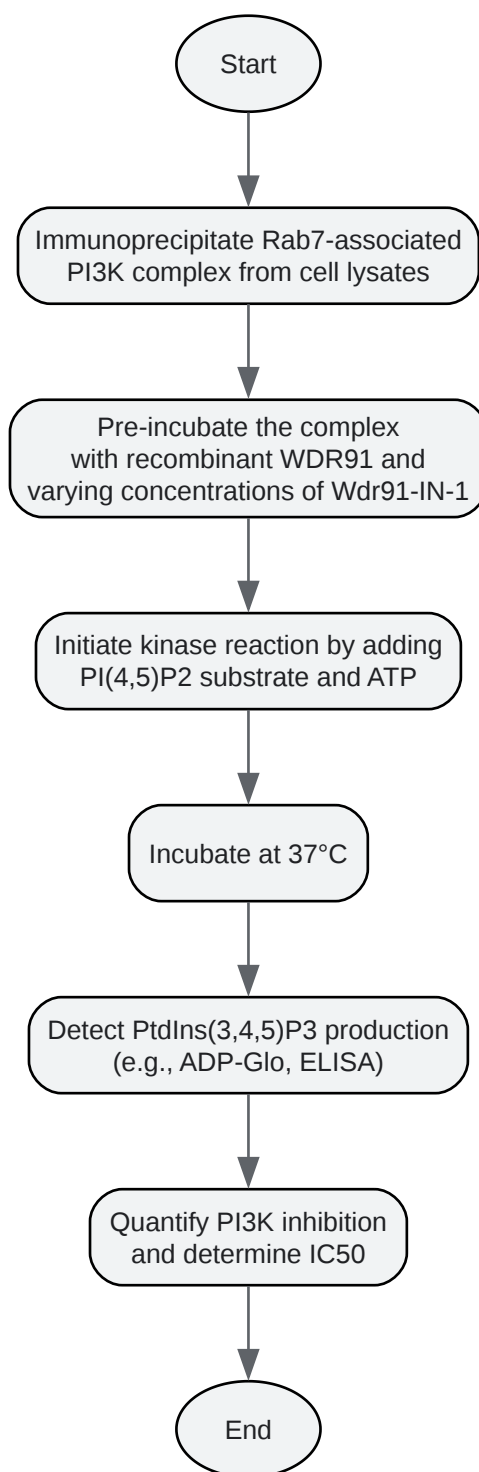 Start
Immunoprecipitate Rab7-associated
PI3K complex from cell lysates
Pre-incubate the complex
with recombinant WDR91 and
varying concentrations of Wdr91-IN-1
Initiate kinase reaction by adding
PI(4,5)P2 substrate and ATP
Incubate at 37°C
Detect PtdIns(3,4,5)P3 production
(e.g., ADP-Glo, ELISA)
Quantify PI3K inhibition
and determine IC50
End